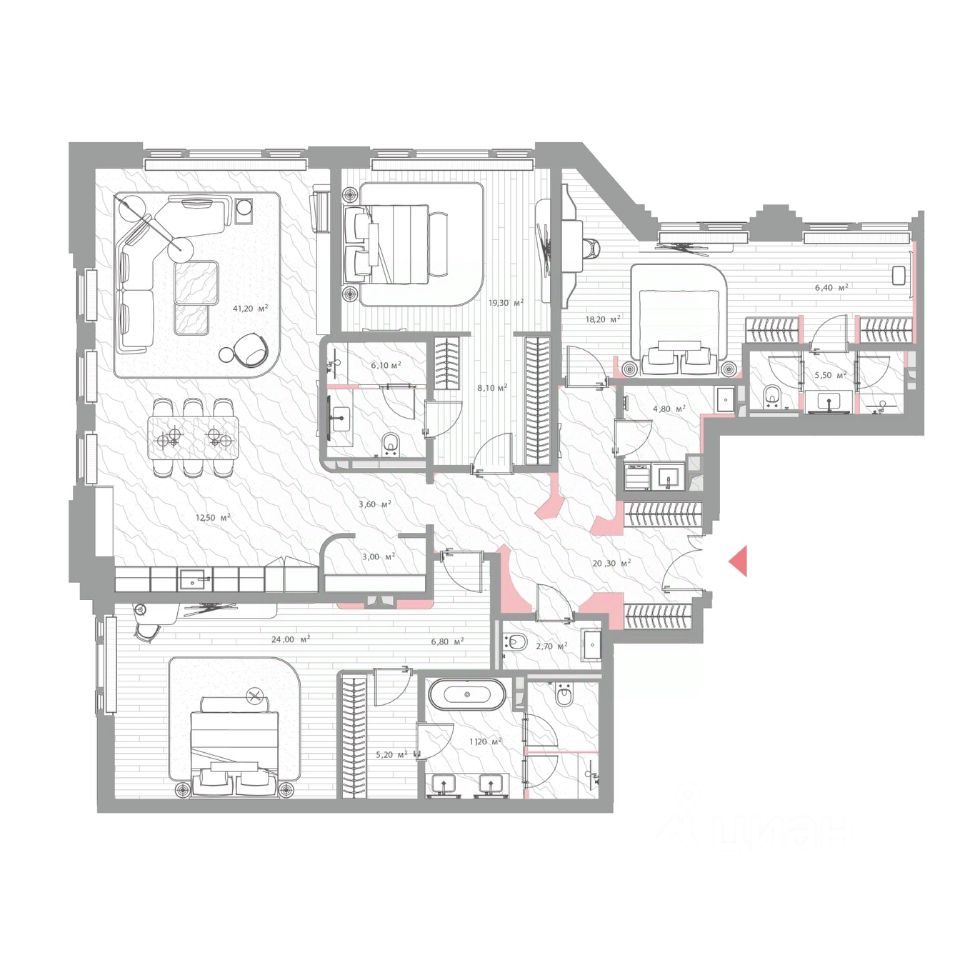 41,20 м²
19,30 м²
6,40 м²
18,20 м²
6,10 м²
8,10 м²
5,50 м²
4,80 м²
3,60 м²
12,50 м²
3,00 м²
20,30 м²
24,00 м²
6,80 м²
2,70 м²
5,20 м²
11,20 м²
циан